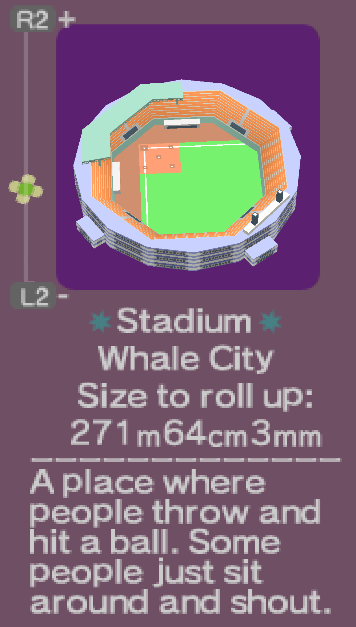 R2 +
L2 -
Stadium
Whale City
Size to roll up:
271m64cm3mm
A place where
people throw and
hit a ball. Some
people just sit
around and shout.